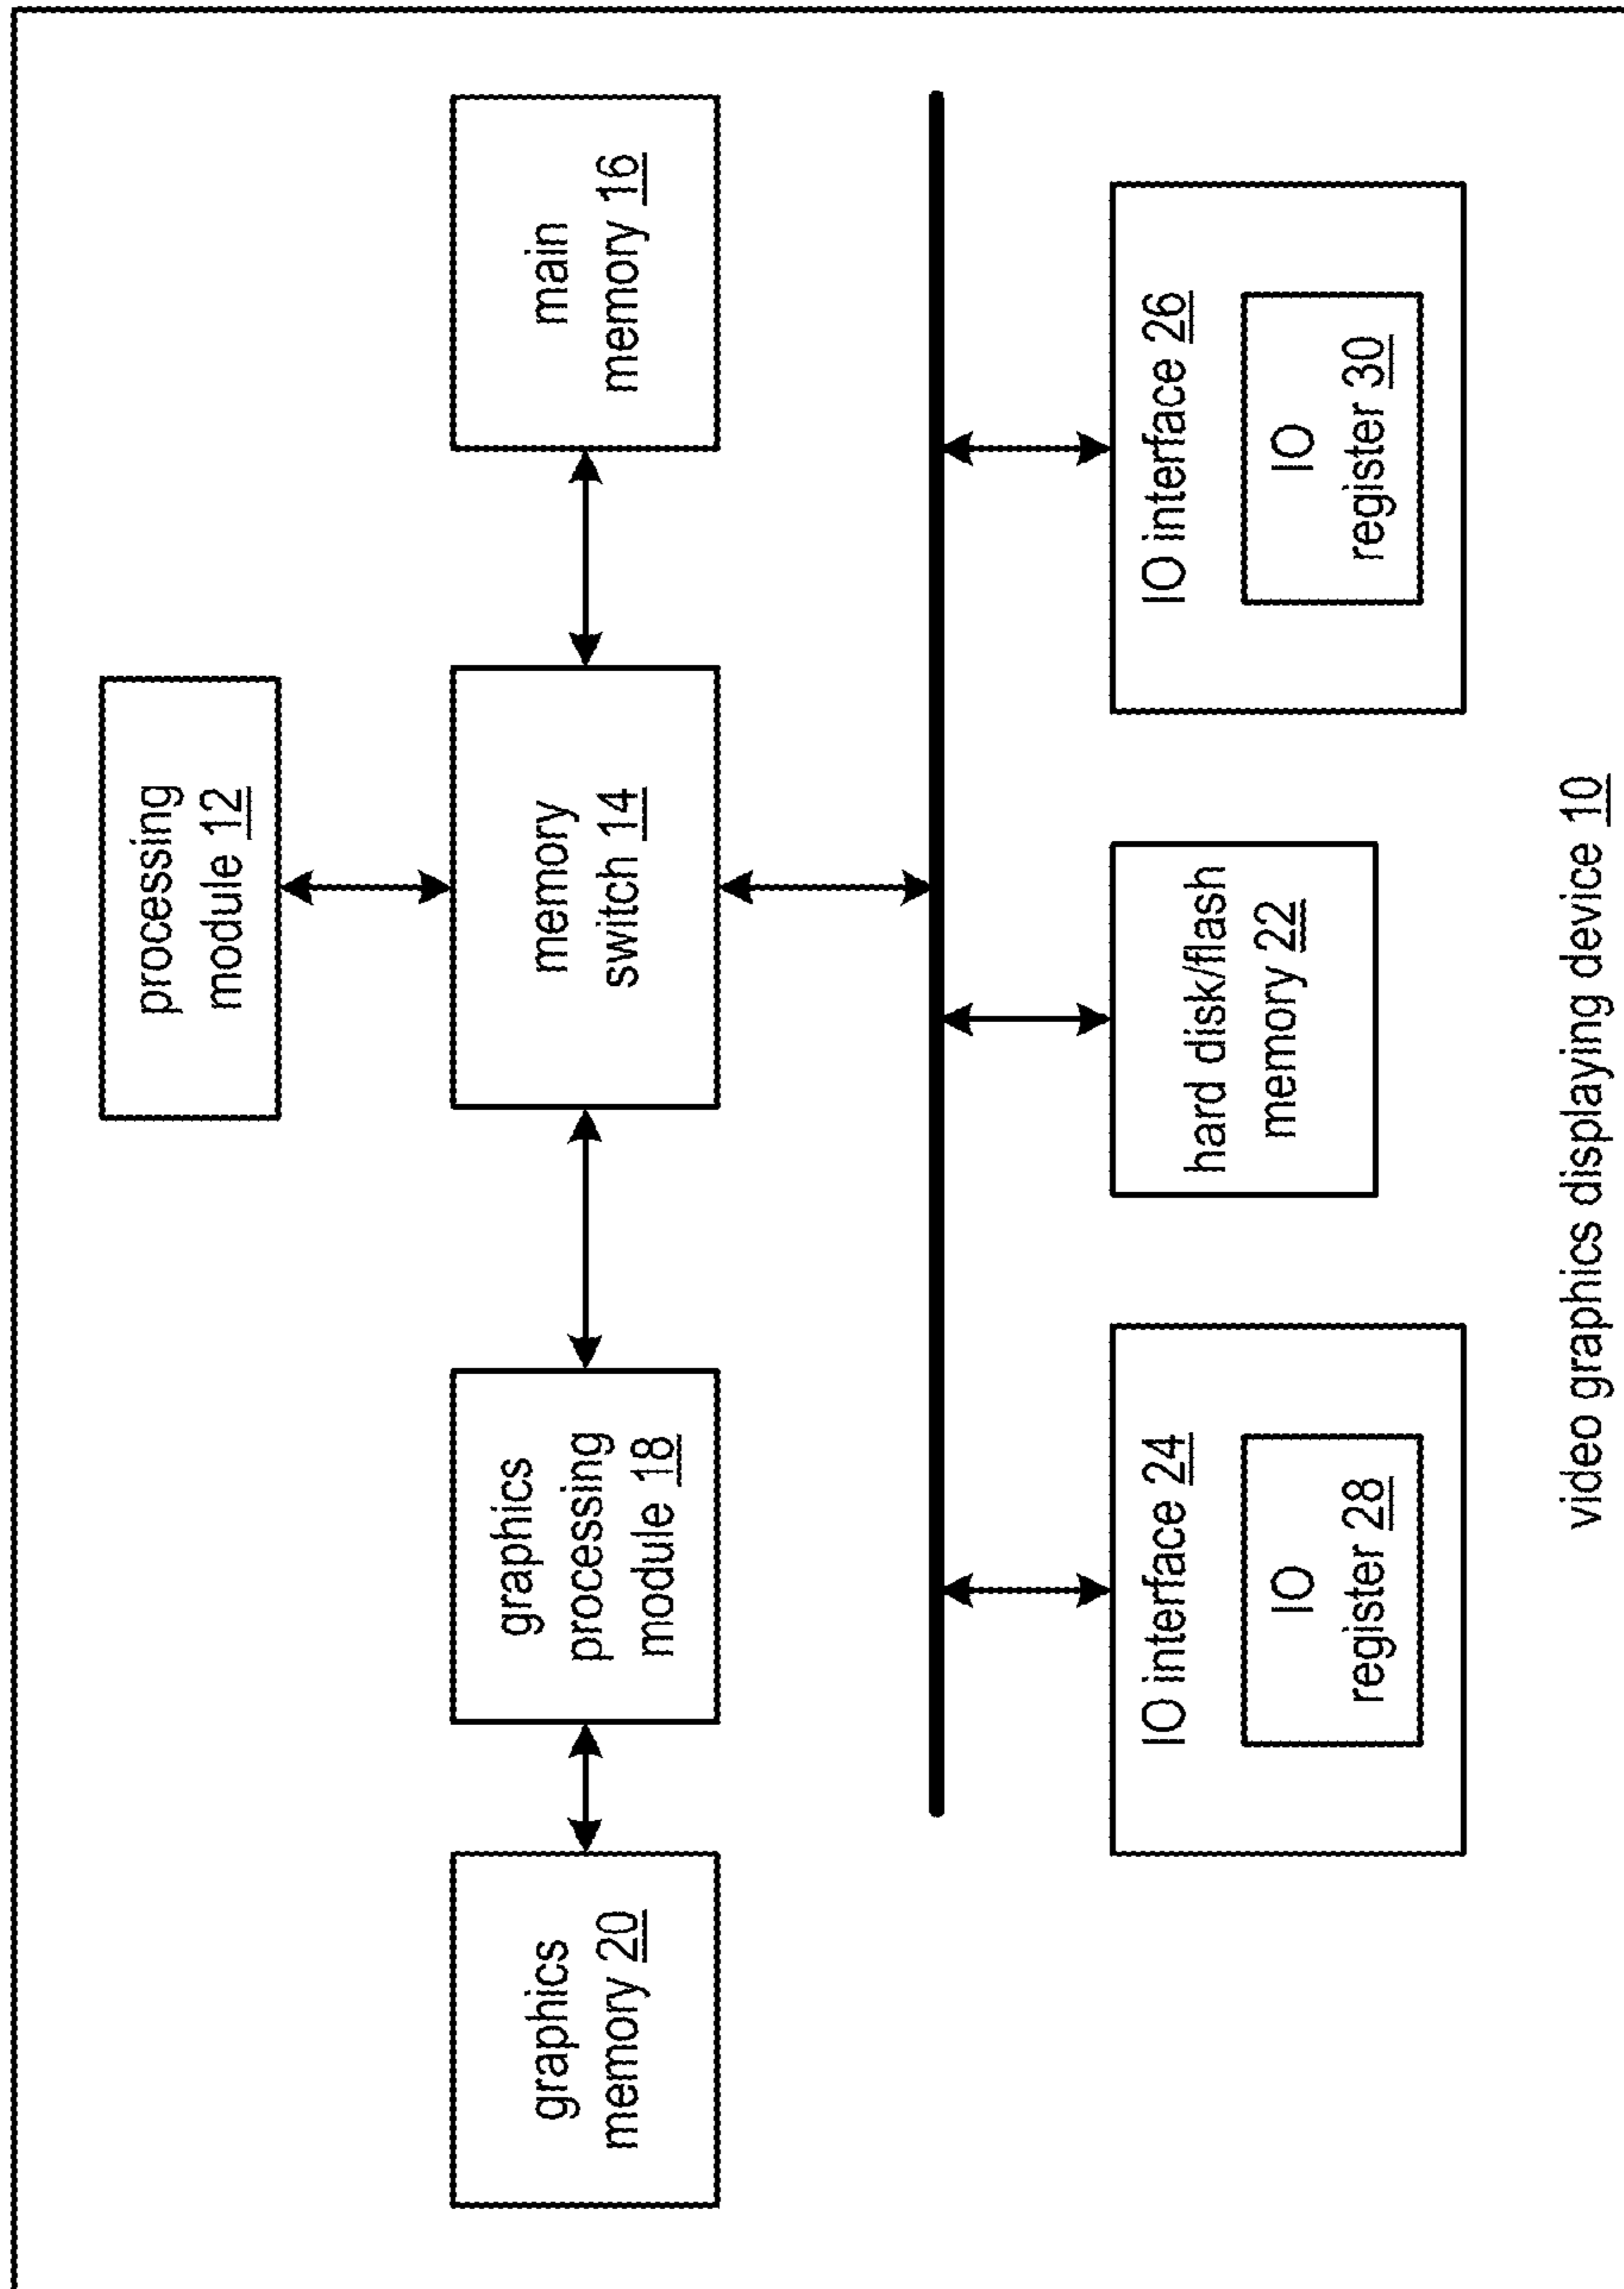 processing
module 12
graphics
memory 20
graphics
processing
module 18
memory
switch 14
main
memory 16
IO interface 24
IO
register 28
hard disk/flash
memory 22
IO interface 26
IO
register 30
video graphics displaying device 10